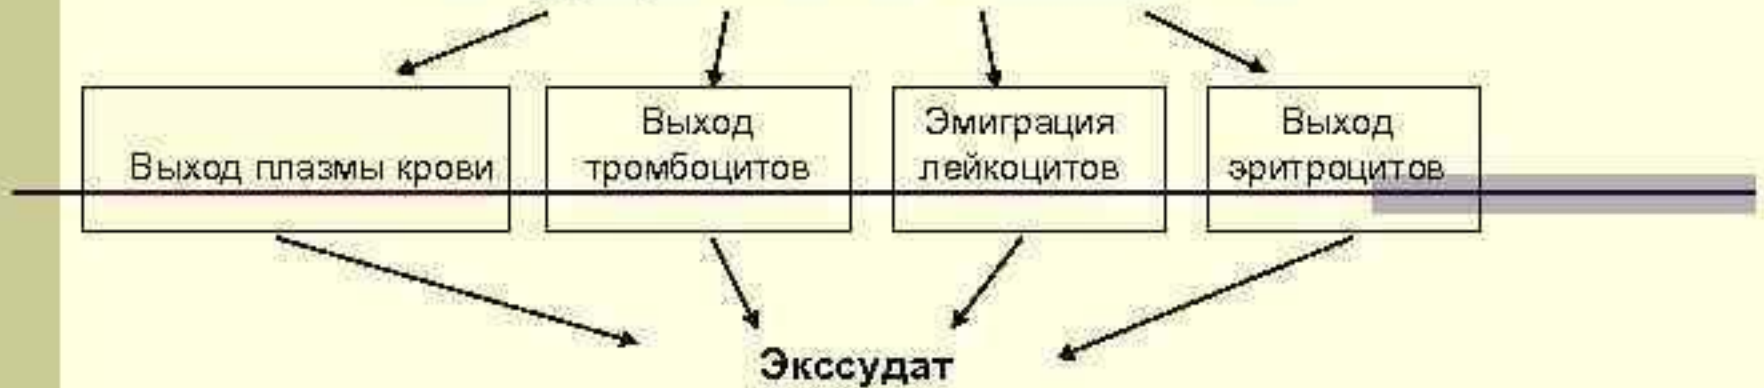 Выход плазмы крови
Выход
тромбоцитов
Эмиграция
лейкоцитов
Выход
эритроцитов
Экссудат